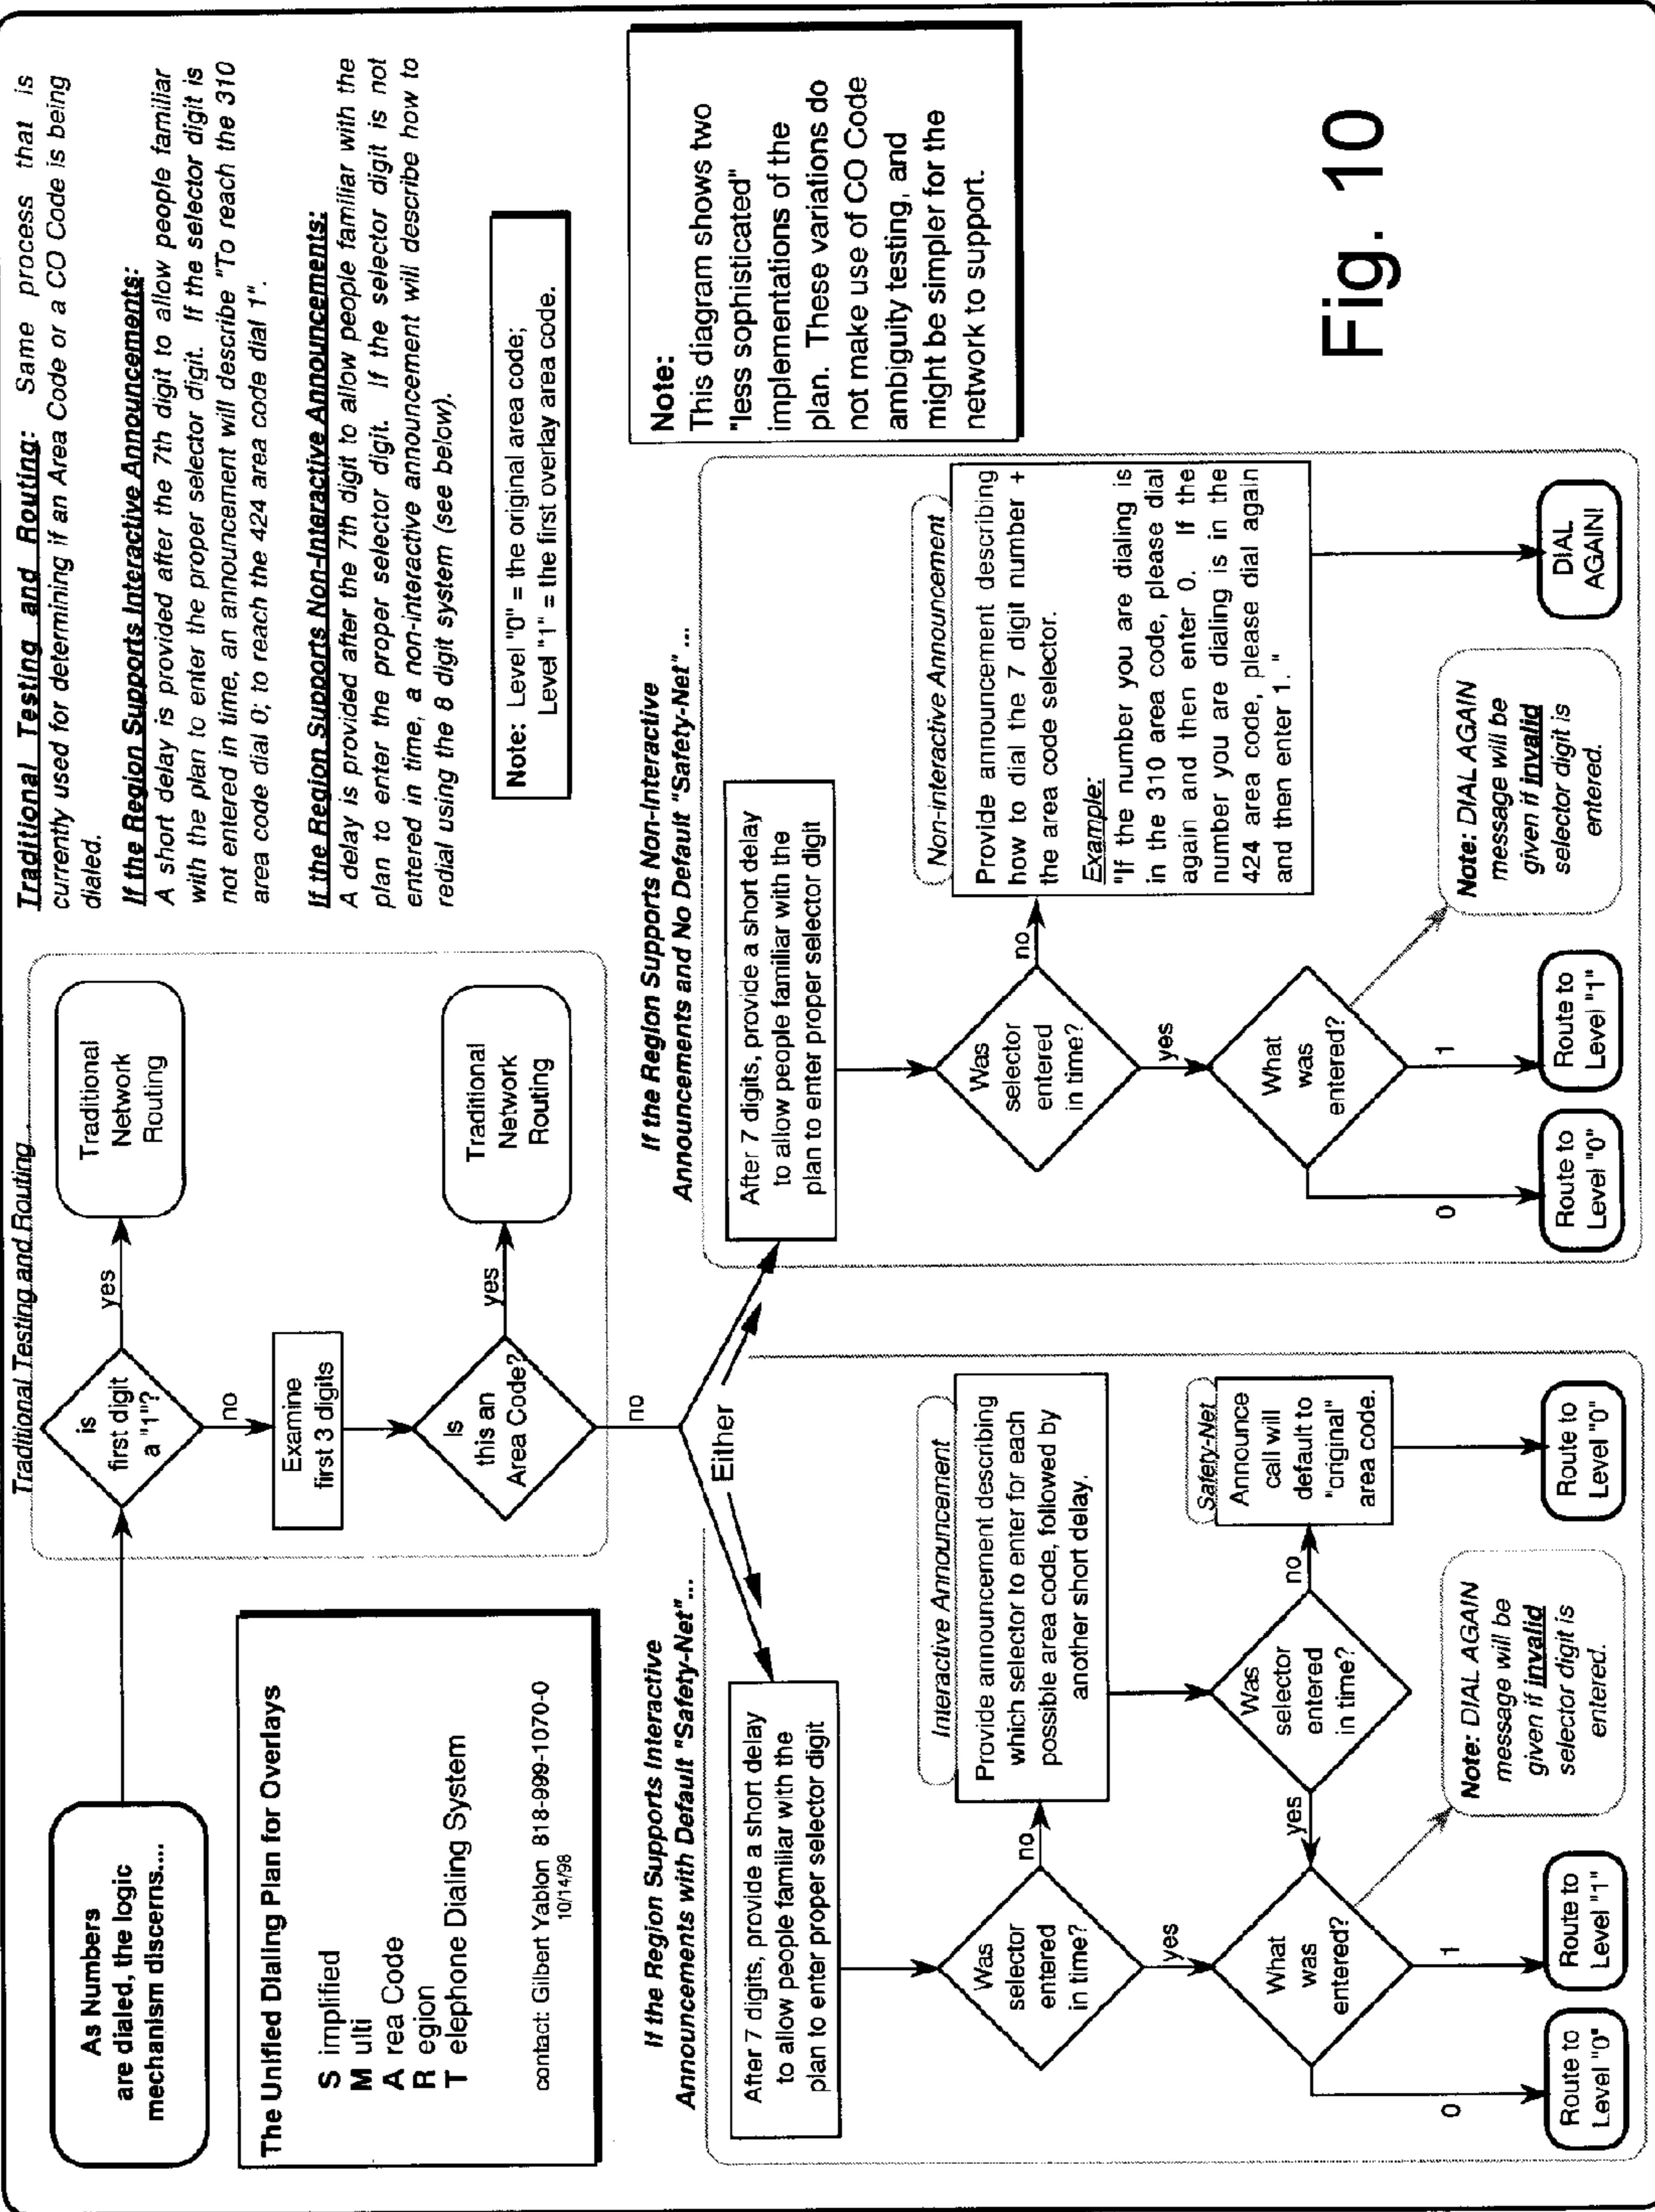 As Numbers
are dialed, the logic
mechanism discerns....
Traditional Testing and Routing
is
first digit
a "1"?
yes
Traditional
Network
Routing
no
Examine
first 3 digits
Is
this an
Area Code?
yes
Traditional
Network
Routing
no
Either
Traditional Testing and Routing: Same process that is
currently used for determining if an Area Code or a CO Code is being
dialed.
If the Region Supports Interactive Announcements:
A short delay is provided after the 7th digit to allow people familiar
with the plan to enter the proper selector digit. If the selector digit is
not entered in time, an announcement will describe "To reach the 310
area code dial 0; to reach the 424 area code dial 1".
If the Region Supports Non-Interactive Announcements:
A delay is provided after the 7th digit to allow people familiar with the
plan to enter the proper selector digit. If the selector digit is not
entered in time, a non-interactive announcement will describe how to
redial using the 8 digit system (see below).
Note: Level "0" = the original area code;
Level "1" = the first overlay area code.
The Unified Dialing Plan for Overlays
S implified
M ulti
A rea Code
R egion
T elephone Dialing System
contact: Gilbert Yablon 818-999-1070-0
10/14/98
If the Region Supports Interactive
Announcements with Default "Safety-Net"...
After 7 digits, provide a short delay
to allow people familiar with the
plan to enter proper selector digit
Was
selector
entered
in time?
no
Interactive Announcement
Provide announcement describing
which selector to enter for each
possible area code, followed by
another short delay.
yes
Was
selector
entered
in time?
no
Safety-Net
Announce
call will
default to
"original"
area code.
yes
What
was
entered?
Note: DIAL AGAIN
message will be
given if invalid
selector digit is
entered.
0
1
Route to
Level "0"
Route to
Level "1"
Route to
Level "0"
If the Region Supports Non-Interactive
Announcements and No Default "Safety-Net" ...
After 7 digits, provide a short delay
to allow people familiar with the
plan to enter proper selector digit
Was
selector
entered
in time?
no
Non-interactive Announcement
Provide announcement describing
how to dial the 7 digit number +
the area code selector.
Example:
"If the number you are dialing is
in the 310 area code, please dial
again and then enter 0. If the
number you are dialing is in the
424 area code, please dial again
and then enter 1. "
yes
What
was
entered?
Note: DIAL AGAIN
message will be
given if invalid
selector digit is
entered.
0
1
Route to
Level "0"
Route to
Level "1"
DIAL
AGAIN!
Note:
This diagram shows two
"less sophisticated"
implementations of the
plan. These variations do
not make use of CO Code
ambiguity testing, and
might be simpler for the
network to support.
Fig. 10